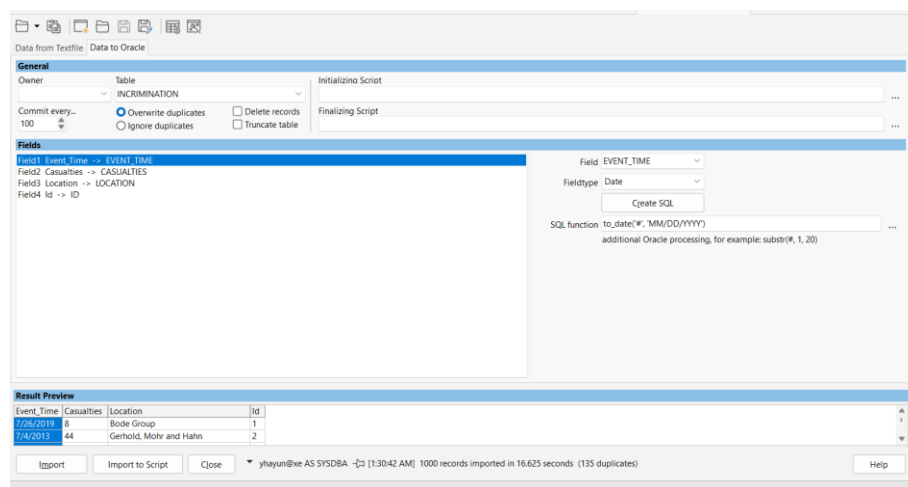 Data from Textfile Data to Oracle
General
Owner Table Initializing Script
INCRIMINATION ...
Commit every... Overwrite duplicates Delete records Finalizing Script
100 Ignore duplicates Truncate table ...
Fields
Field1 Event_Time -> EVENT_TIME
Field2 Casualties -> CASUALTIES
Field3 Location -> LOCATION
Field4 Id -> ID
Field EVENT_TIME
Fieldtype Date
Create SQL
SQL function to_date('#', 'MM/DD/YYYY') ...
additional Oracle processing, for example: substr(#, 1, 20)
Result Preview
Event_Time Casualties Location Id
7/26/2019 8 Bode Group 1
7/4/2013 44 Gerhold, Mohr and Hahn 2
Import Import to Script Close yhayun@xe AS SYSDBA [1:30:42 AM] 1000 records imported in 16.625 seconds (135 duplicates) Help